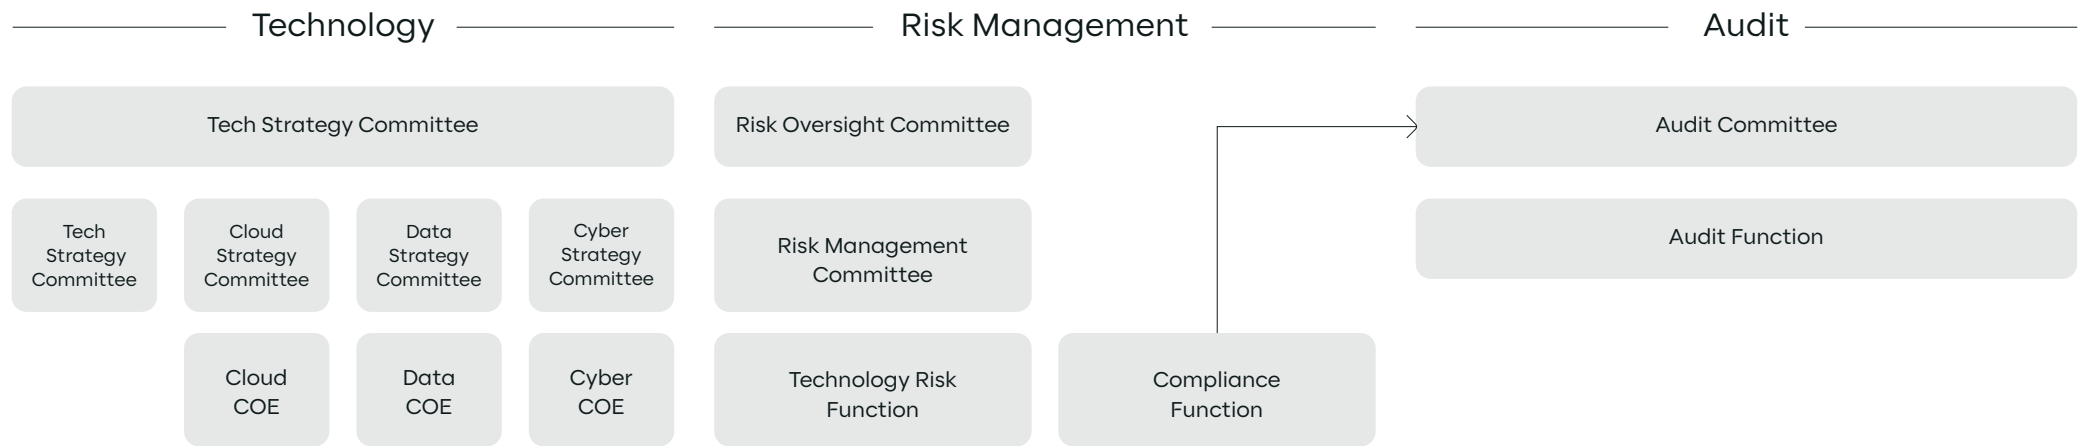 Technology
Risk Management
Audit
Tech Strategy Committee
Risk Oversight Committee
Audit Committee
Tech
Strategy
Committee
Cloud
Strategy
Committee
Data
Strategy
Committee
Cyber
Strategy
Committee
Risk Management
Committee
Audit Function
Cloud
COE
Data
COE
Cyber
COE
Technology Risk
Function
Compliance
Function